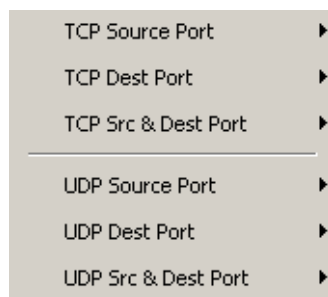 TCP Source Port
TCP Dest Port
TCP Src & Dest Port
UDP Source Port
UDP Dest Port
UDP Src & Dest Port